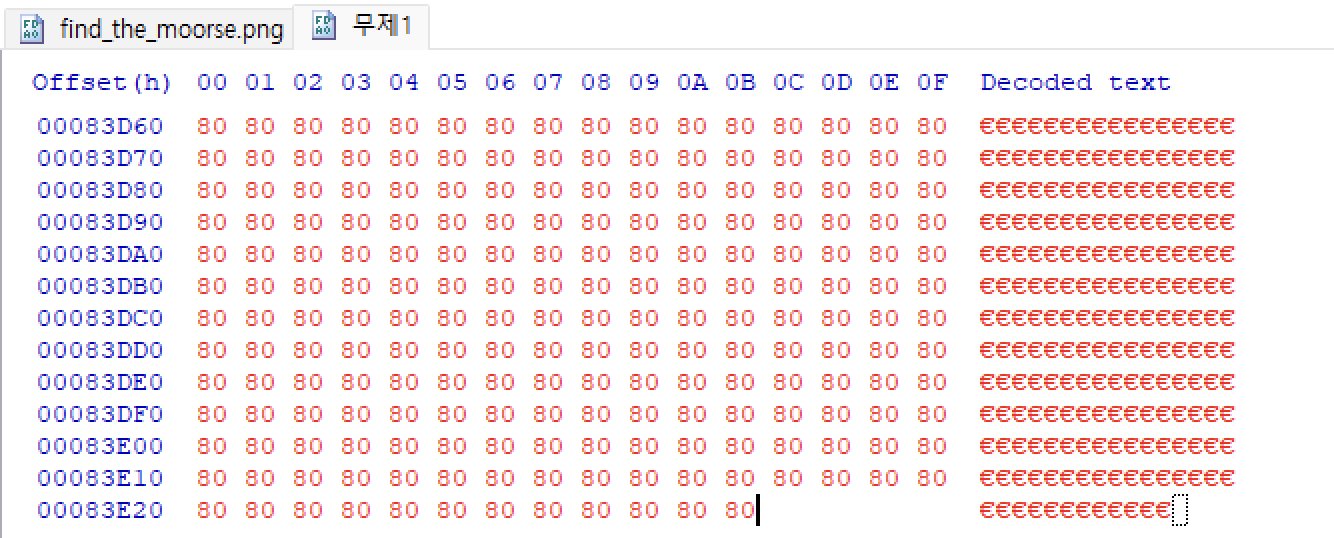 find_the_moorse.png 무제1
Offset(h) 00 01 02 03 04 05 06 07 08 09 0A 0B 0C 0D 0E 0F Decoded text
00083D60 80 80 80 80 80 80 80 80 80 80 80 80 80 80 80 80 €€€€€€€€€€€€€€€€
00083D70 80 80 80 80 80 80 80 80 80 80 80 80 80 80 80 80 €€€€€€€€€€€€€€€€
00083D80 80 80 80 80 80 80 80 80 80 80 80 80 80 80 80 80 €€€€€€€€€€€€€€€€
00083D90 80 80 80 80 80 80 80 80 80 80 80 80 80 80 80 80 €€€€€€€€€€€€€€€€
00083DA0 80 80 80 80 80 80 80 80 80 80 80 80 80 80 80 80 €€€€€€€€€€€€€€€€
00083DB0 80 80 80 80 80 80 80 80 80 80 80 80 80 80 80 80 €€€€€€€€€€€€€€€€
00083DC0 80 80 80 80 80 80 80 80 80 80 80 80 80 80 80 80 €€€€€€€€€€€€€€€€
00083DD0 80 80 80 80 80 80 80 80 80 80 80 80 80 80 80 80 €€€€€€€€€€€€€€€€
00083DE0 80 80 80 80 80 80 80 80 80 80 80 80 80 80 80 80 €€€€€€€€€€€€€€€€
00083DF0 80 80 80 80 80 80 80 80 80 80 80 80 80 80 80 80 €€€€€€€€€€€€€€€€
00083E00 80 80 80 80 80 80 80 80 80 80 80 80 80 80 80 80 €€€€€€€€€€€€€€€€
00083E10 80 80 80 80 80 80 80 80 80 80 80 80 80 80 80 80 €€€€€€€€€€€€€€€€
00083E20 80 80 80 80 80 80 80 80 80 80 80 80 €€€€€€€€€€€€